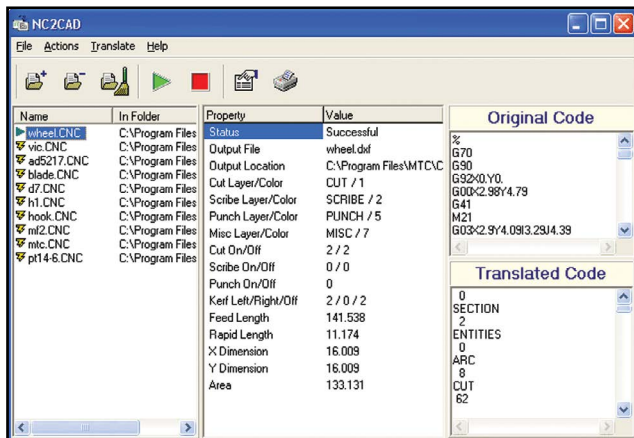 NC2CAD
File Actions Translate Help
Name In Folder
wheel.CNC C:\Program Files
vic.CNC C:\Program Files
ad5217.CNC C:\Program Files
blade.CNC C:\Program Files
d7.CNC C:\Program Files
h1.CNC C:\Program Files
hook.CNC C:\Program Files
mf2.CNC C:\Program Files
mtc.CNC C:\Program Files
pt14-6.CNC C:\Program Files
Property Value
Status Successful
Output File wheel.dxf
Output Location C:\Program Files\MTC\C
Cut Layer/Color CUT / 1
Scribe Layer/Color SCRIBE / 2
Punch Layer/Color PUNCH / 5
Misc Layer/Color MISC / 7
Cut On/Off 2 / 2
Scribe On/Off 0 / 0
Punch On/Off 0
Kerf Left/Right/Off 2 / 0 / 2
Feed Length 141.538
Rapid Length 11.174
X Dimension 16.009
Y Dimension 16.009
Area 133.131
Original Code
%
G70
G90
G92X0.Y0.
G00X2.98Y4.79
G41
M21
G03X2.9Y4.09I3.29J4.39
Translated Code
0
SECTION
2
ENTITIES
0
ARC
8
CUT
62